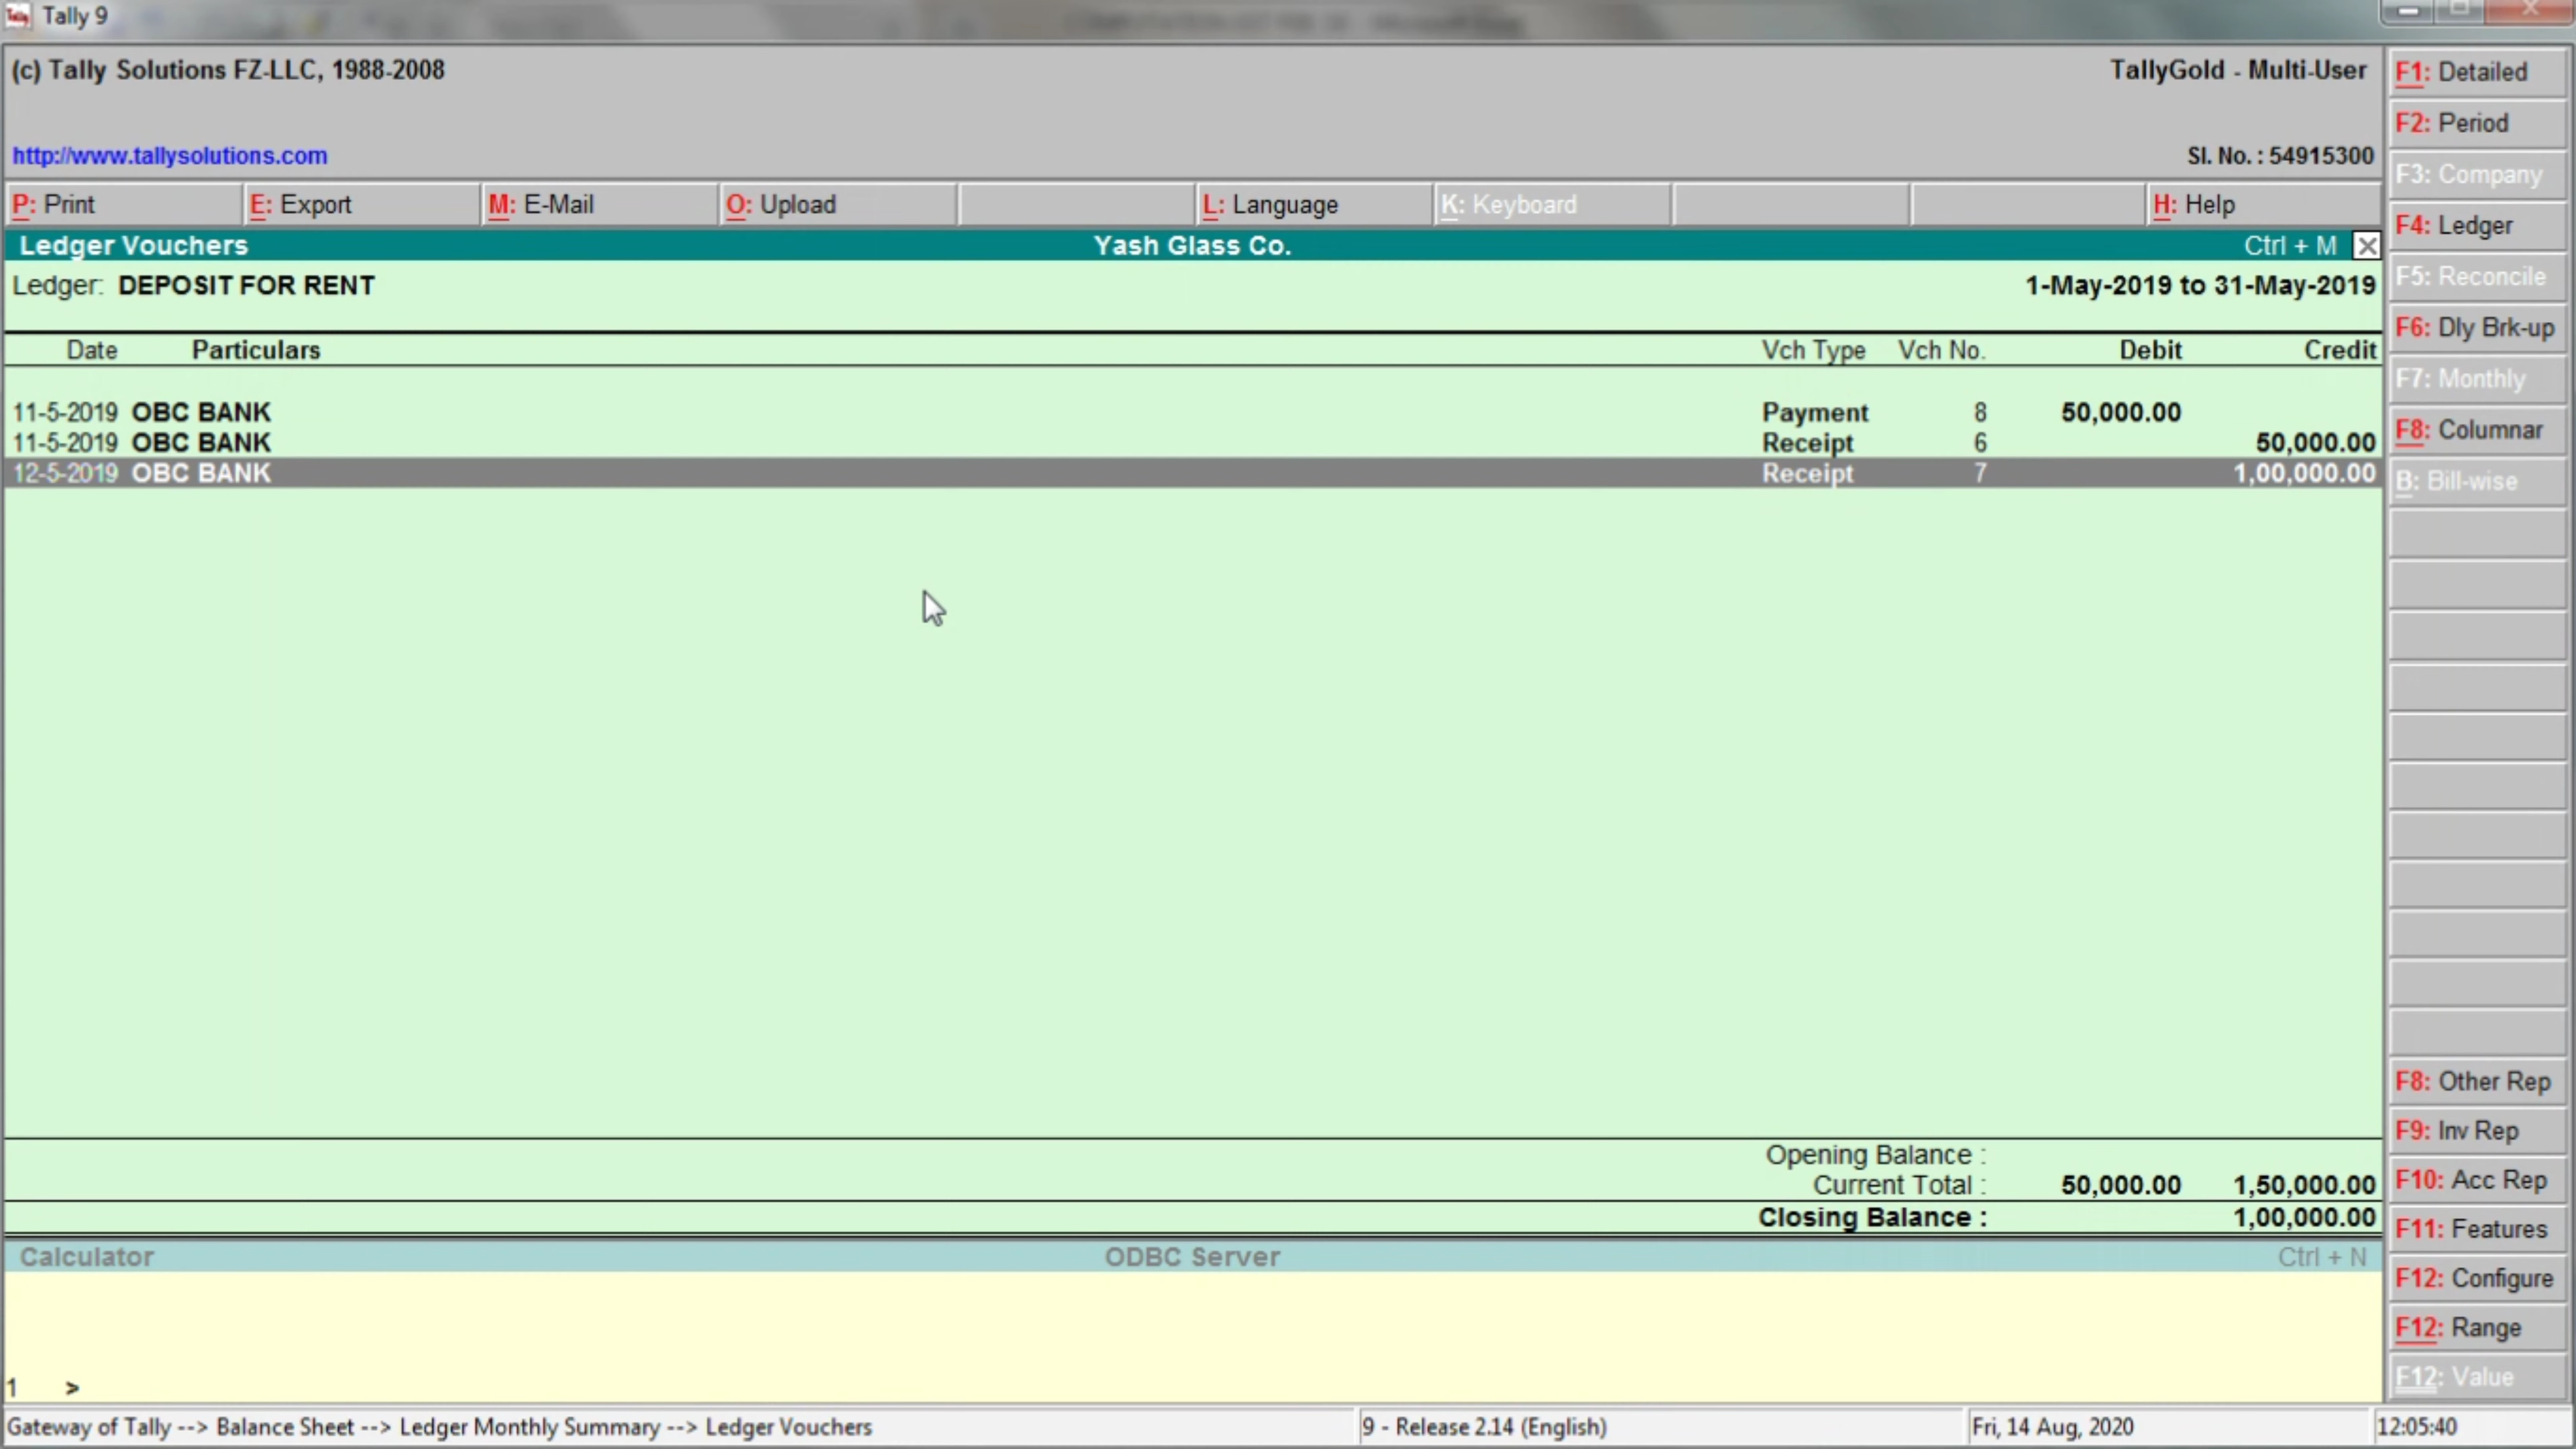 Tally 9
(c) Tally Solutions FZ-LLC, 1988-2008 TallyGold - Multi-User
http://www.tallysolutions.com Sl. No. : 54915300
P: Print E: Export M: E-Mail O: Upload L: Language K: Keyboard H: Help
Ledger Vouchers Yash Glass Co. Ctrl + M
Ledger: DEPOSIT FOR RENT 1-May-2019 to 31-May-2019
Date Particulars Vch Type Vch No. Debit Credit
11-5-2019 OBC BANK Payment 8 50,000.00
11-5-2019 OBC BANK Receipt 6 50,000.00
12-5-2019 OBC BANK Receipt 7 1,00,000.00
Opening Balance :
Current Total : 50,000.00 1,50,000.00
Closing Balance : 1,00,000.00
Calculator ODBC Server Ctrl + N
1 >
Gateway of Tally --> Balance Sheet --> Ledger Monthly Summary --> Ledger Vouchers 9 - Release 2.14 (English) Fri, 14 Aug, 2020 12:05:40
F1: Detailed
F2: Period
F3: Company
F4: Ledger
F5: Reconcile
F6: Dly Brk-up
F7: Monthly
F8: Columnar
B: Bill-wise
F8: Other Rep
F9: Inv Rep
F10: Acc Rep
F11: Features
F12: Configure
F12: Range
F12: Value